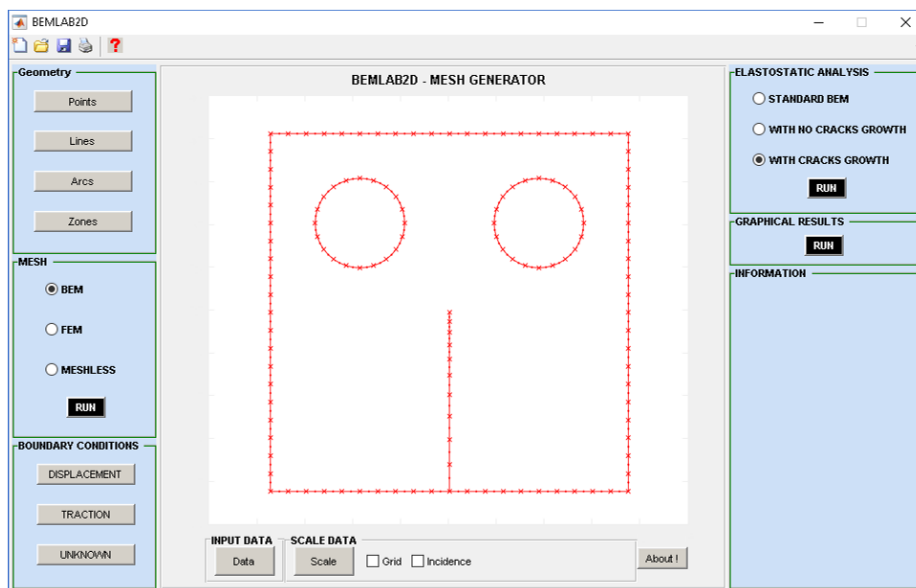 BEMLAB2D
?
Geometry
Points
Lines
Arcs
Zones
MESH
BEM
FEM
MESHLESS
RUN
BOUNDARY CONDITIONS
DISPLACEMENT
TRACTION
UNKNOWN
BEMLAB2D - MESH GENERATOR
INPUT DATA
Data
SCALE DATA
Scale
Grid
Incidence
About !
ELASTOSTATIC ANALYSIS
STANDARD BEM
WITH NO CRACKS GROWTH
WITH CRACKS GROWTH
RUN
GRAPHICAL RESULTS
RUN
INFORMATION